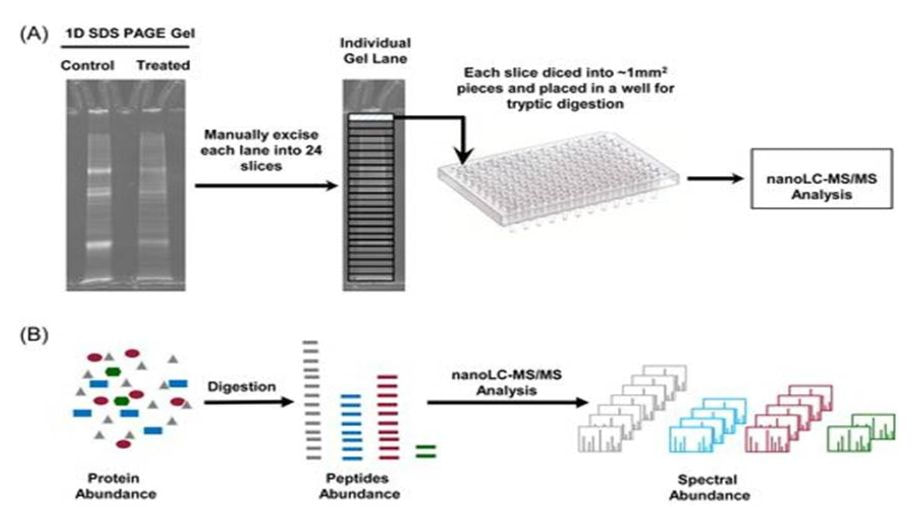 (A)
1D SDS PAGE Gel
Control Treated
Manually excise
each lane into 24
slices
Individual
Gel Lane
Each slice diced into ~1mm²
pieces and placed in a well for
tryptic digestion
nanoLC-MS/MS
Analysis
(B)
Digestion
nanoLC-MS/MS
Analysis
Protein
Abundance
Peptides
Abundance
Spectral
Abundance